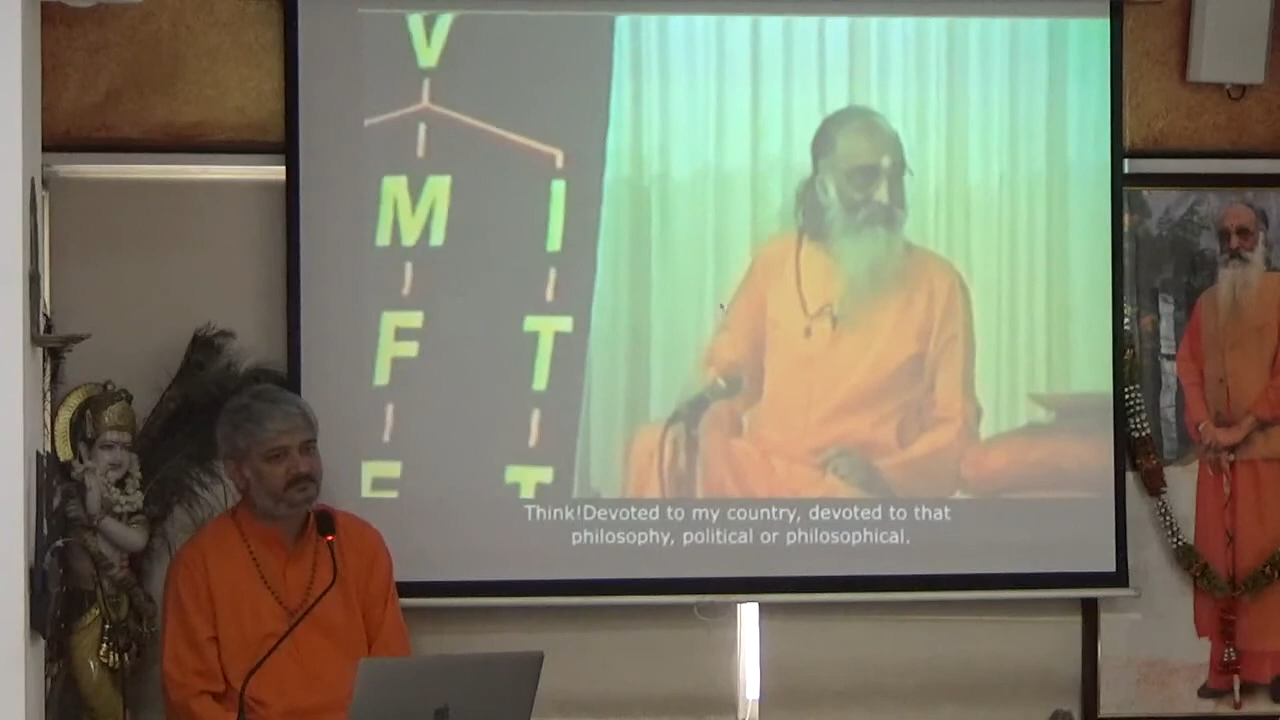 V
M I
F T
E T
Think!Devoted to my country, devoted to that
philosophy, political or philosophical.